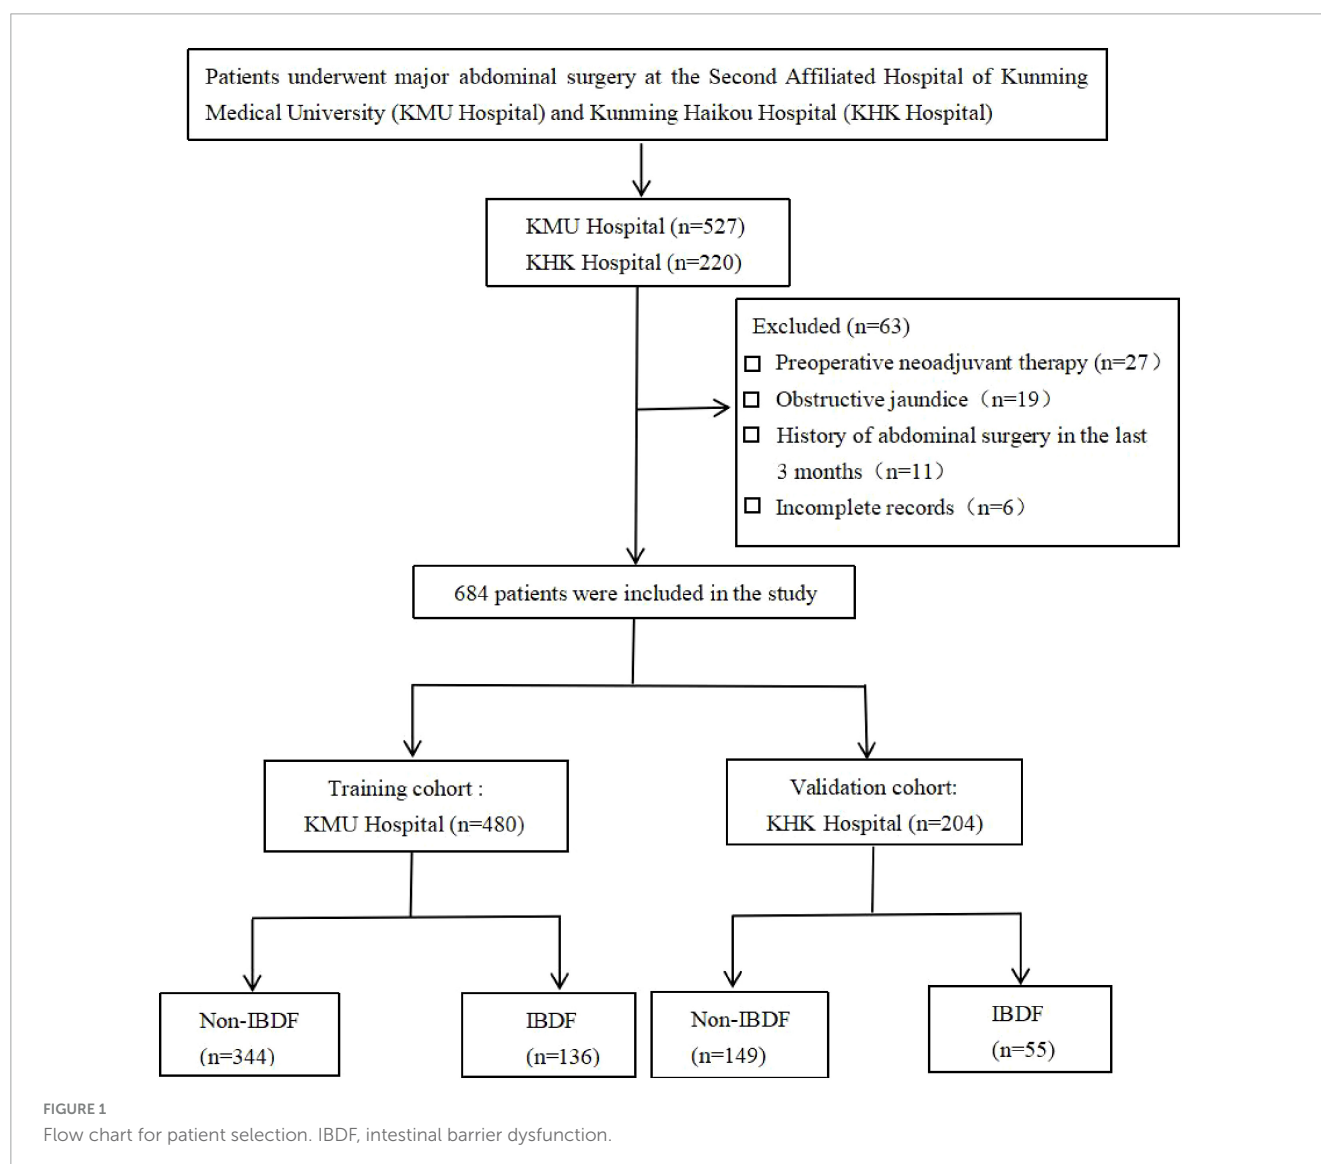 Patients underwent major abdominal surgery at the Second Affiliated Hospital of Kunming
Medical University (KMU Hospital) and Kunming Haikou Hospital (KHK Hospital)
KMU Hospital (n=527)
KHK Hospital (n=220)
Excluded (n=63)
Preoperative neoadjuvant therapy (n=27）
Obstructive jaundice（n=19）
History of abdominal surgery in the last
3 months（n=11）
Incomplete records（n=6）
684 patients were included in the study
Training cohort :
KMU Hospital (n=480)
Validation cohort:
KHK Hospital (n=204)
Non-IBDF
(n=344)
IBDF
(n=136)
Non-IBDF
(n=149)
IBDF
(n=55)
FIGURE 1
Flow chart for patient selection. IBDF, intestinal barrier dysfunction.